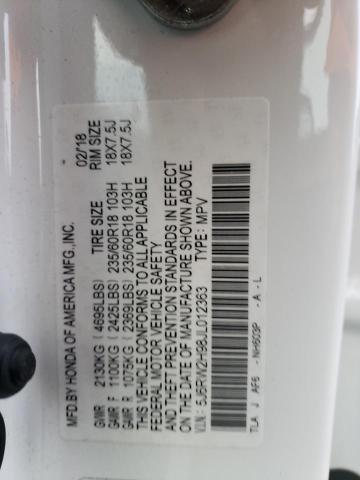 MFD.BY HONDA OF AMERICA MFG.,INC. 02/18
TIRE SIZE RIM SIZE
GVWR 2130KG (4695LBS)
GAWR F 1100KG (2425LBS) 235/60R18 103H 18X7.5J
GAWR R 1075KG (2369LBS) 235/60R18 103H 18X7.5J
THIS VEHICLE CONFORMS TO ALL APPLICABLE
FEDERAL MOTOR VEHICLE SAFETY
AND THEFT PREVENTION STANDARDS IN EFFECT
ON THE DATE OF MANUFACTURE SHOWN ABOVE.
V.I.N.: 5J6RW2H98JL012363 TYPE: MPV
TLA J AF6 - NH603P - A - L